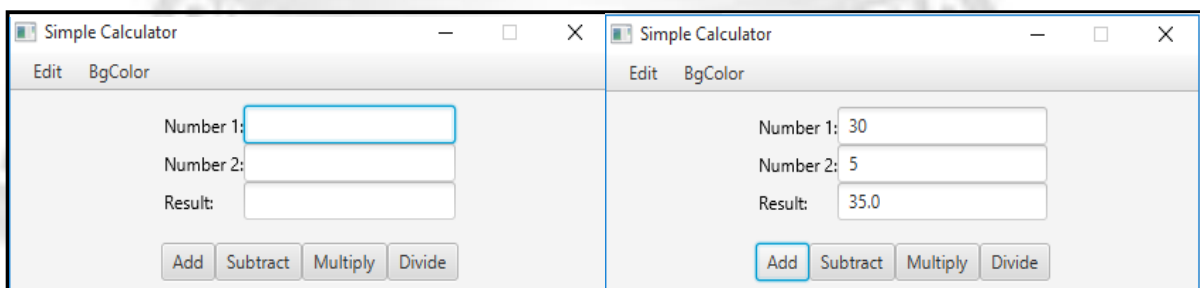 Simple Calculator
Edit BgColor
Number 1:
Number 2:
Result:
Add Subtract Multiply Divide
Simple Calculator
Edit BgColor
Number 1: 30
Number 2: 5
Result: 35.0
Add Subtract Multiply Divide